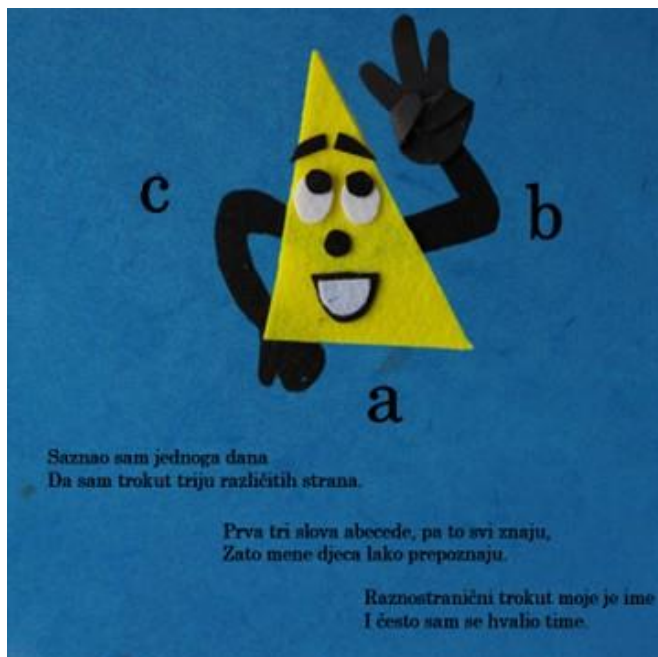 c
b
a
Saznao sam jednoga dana
Da sam trokut triju različitih strana.
Prva tri slova abecede, pa to svi znaju,
Zato mene djeca lako prepoznaju.
Raznostranični trokut moje je ime
I često sam se hvalio time.